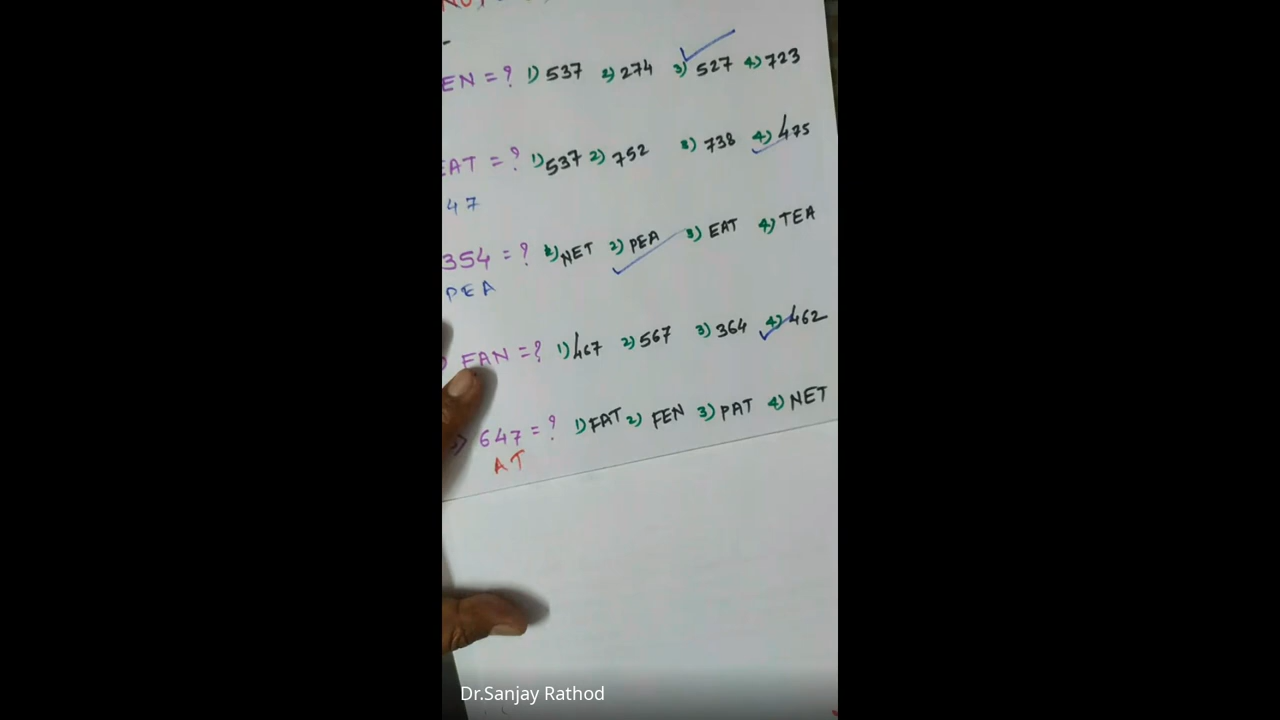 EN = ? 1) 537 2) 274 3) 527 4) 723
EAT = ? 1) 537 2) 752 3) 738 4) 475
47
354 = ? 1) NET 2) PEA 3) EAT 4) TEA
PEA
FAN = ? 1) 467 2) 567 3) 364 4) 462
647 = ? 1) FAT 2) FEN 3) PAT 4) NET
AT
Dr.Sanjay Rathod